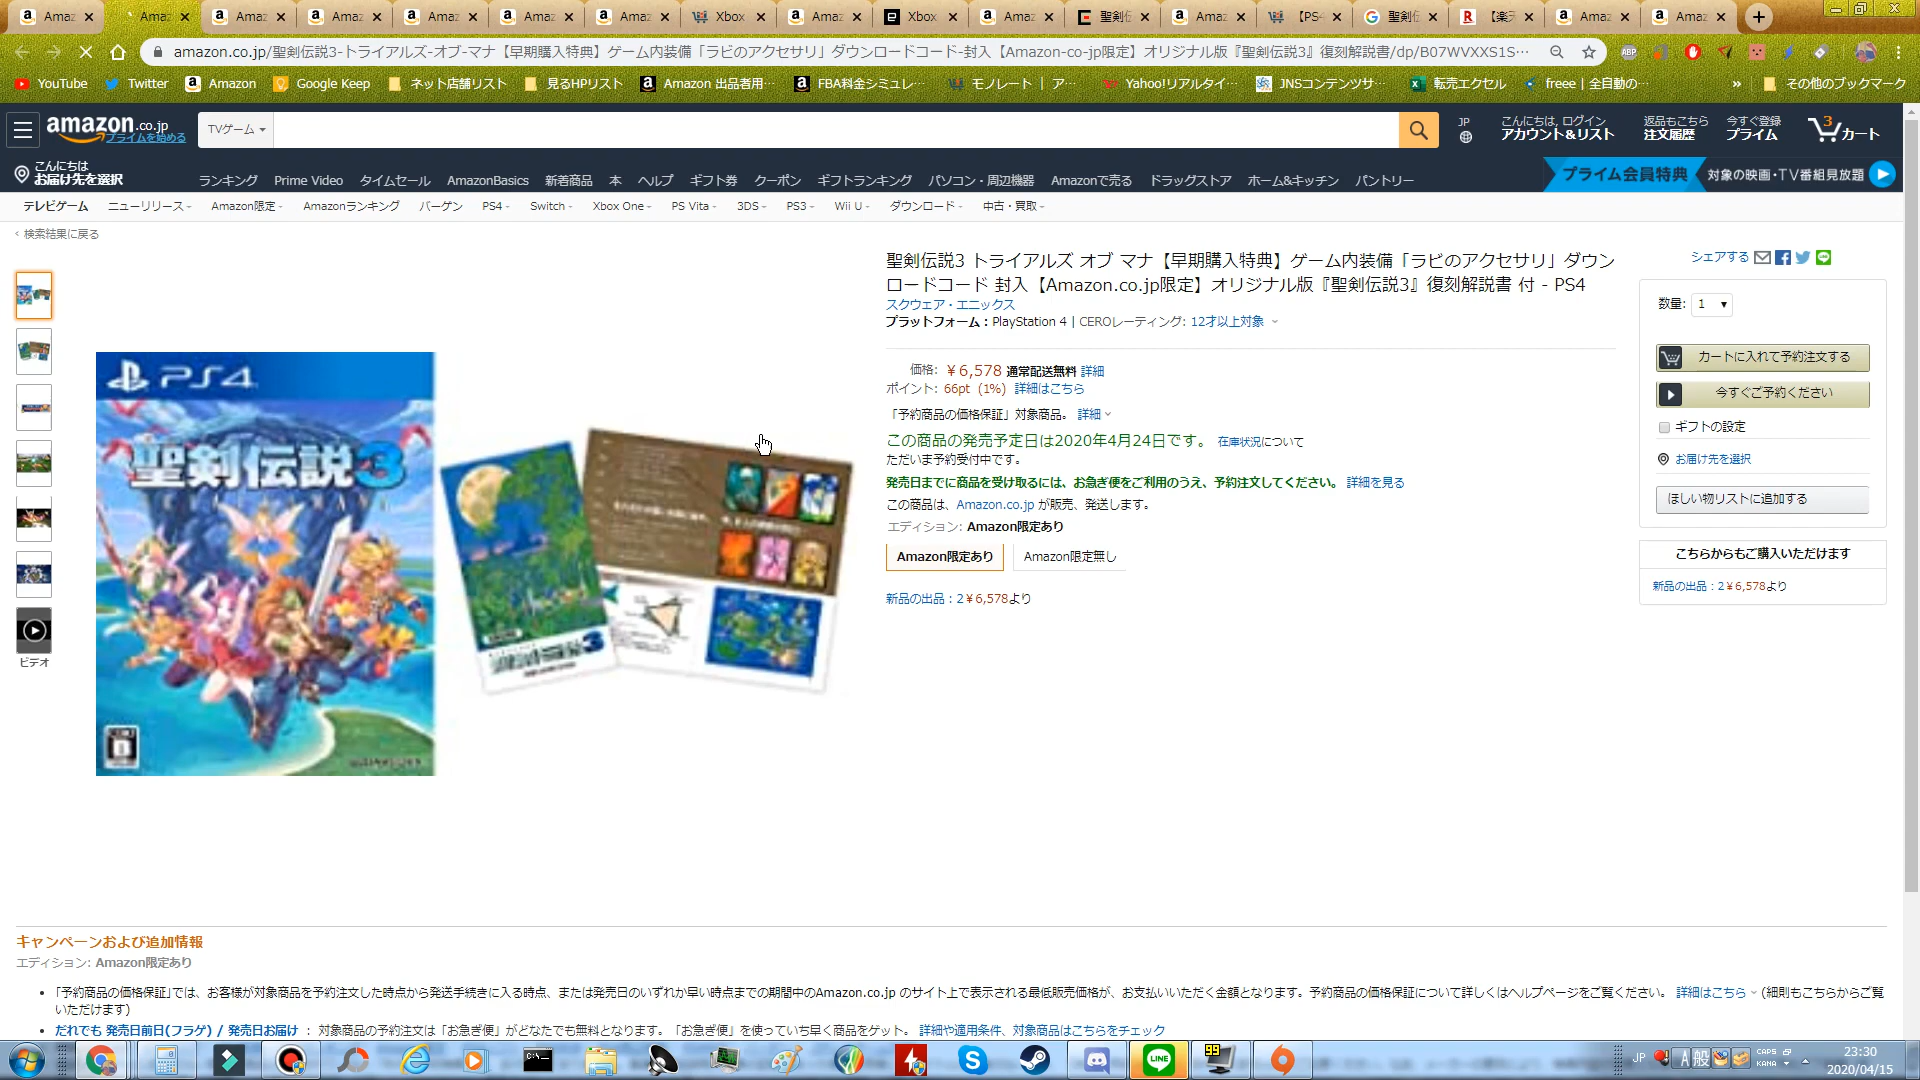 Amaz
Amaz
Amaz
Amaz
Amaz
Amaz
Amaz
Xbox
Amaz
Xbox
Amaz
聖剣伝
Amaz
【PS4
聖剣伝
【楽天
Amaz
Amaz
amazon.co.jp/聖剣伝説3-トライアルズ-オブ-マナ【早期購入特典】ゲーム内装備「ラビのアクセサリ」ダウンロードコード-封入【Amazon-co-jp限定】オリジナル版『聖剣伝説3』復刻解説書/dp/B07WVXXS1S…
YouTube
Twitter
Amazon
Google Keep
ネット店舗リスト
見るHPリスト
Amazon 出品者用…
FBA料金シミュレ…
モノレート | ア…
Yahoo!リアルタイ…
JNSコンテンツサ…
転売エクセル
freee | 全自動の…
»
その他のブックマーク
amazon.co.jp
プライムを始める
TVゲーム
JP
こんにちは, ログイン
アカウント&リスト
返品もこちら
注文履歴
今すぐ登録
プライム
3
カート
こんにちは
お届け先を選択
ランキング Prime Video タイムセール AmazonBasics 新着商品 本 ヘルプ ギフト券 クーポン ギフトランキング パソコン・周辺機器 Amazonで売る ドラッグストア ホーム&キッチン パントリー
プライム会員特典 対象の映画・TV番組見放題
テレビゲーム ニューリリース Amazon限定 Amazonランキング バーゲン PS4 Switch Xbox One PS Vita 3DS PS3 Wii U ダウンロード 中古・買取
‹ 検索結果に戻る
ビデオ
PS4
聖剣伝説3
聖剣伝説3 トライアルズ オブ マナ【早期購入特典】ゲーム内装備「ラビのアクセサリ」ダウン
ロードコード 封入【Amazon.co.jp限定】オリジナル版『聖剣伝説3』復刻解説書 付 - PS4
スクウェア・エニックス
プラットフォーム : PlayStation 4 | CEROレーティング: 12才以上対象
価格: ¥6,578 通常配送無料 詳細
ポイント: 66pt (1%) 詳細はこちら
「予約商品の価格保証」対象商品。 詳細
この商品の発売予定日は2020年4月24日です。 在庫状況について
ただいま予約受付中です。
発売日までに商品を受け取るには、お急ぎ便をご利用のうえ、予約注文してください。 詳細を見る
この商品は、Amazon.co.jp が販売、発送します。
エディション: Amazon限定あり
Amazon限定あり
Amazon限定無し
新品の出品：2¥6,578より
シェアする
数量: 1
カートに入れて予約注文する
今すぐご予約ください
ギフトの設定
お届け先を選択
ほしい物リストに追加する
こちらからもご購入いただけます
新品の出品：2¥6,578より
キャンペーンおよび追加情報
エディション: Amazon限定あり
• 「予約商品の価格保証」では、お客様が対象商品を予約注文した時点から発送手続きに入る時点、または発売日のいずれか早い時点までの期間中のAmazon.co.jp のサイト上で表示される最低販売価格が、お支払いいただく金額となります。予約商品の価格保証について詳しくはヘルプページをご覧ください。 詳細はこちら (細則もこちらからご覧
いただけます)
• だれでも 発売日前日(フラゲ) / 発売日お届け ： 対象商品の予約注文は「お急ぎ便」がどなたでも無料となります。「お急ぎ便」を使っていち早く商品をゲット。 詳細や適用条件、対象商品はこちらをチェック
LINE
99
JP
A 般
CAPS
KANA
23:30
2020/04/15